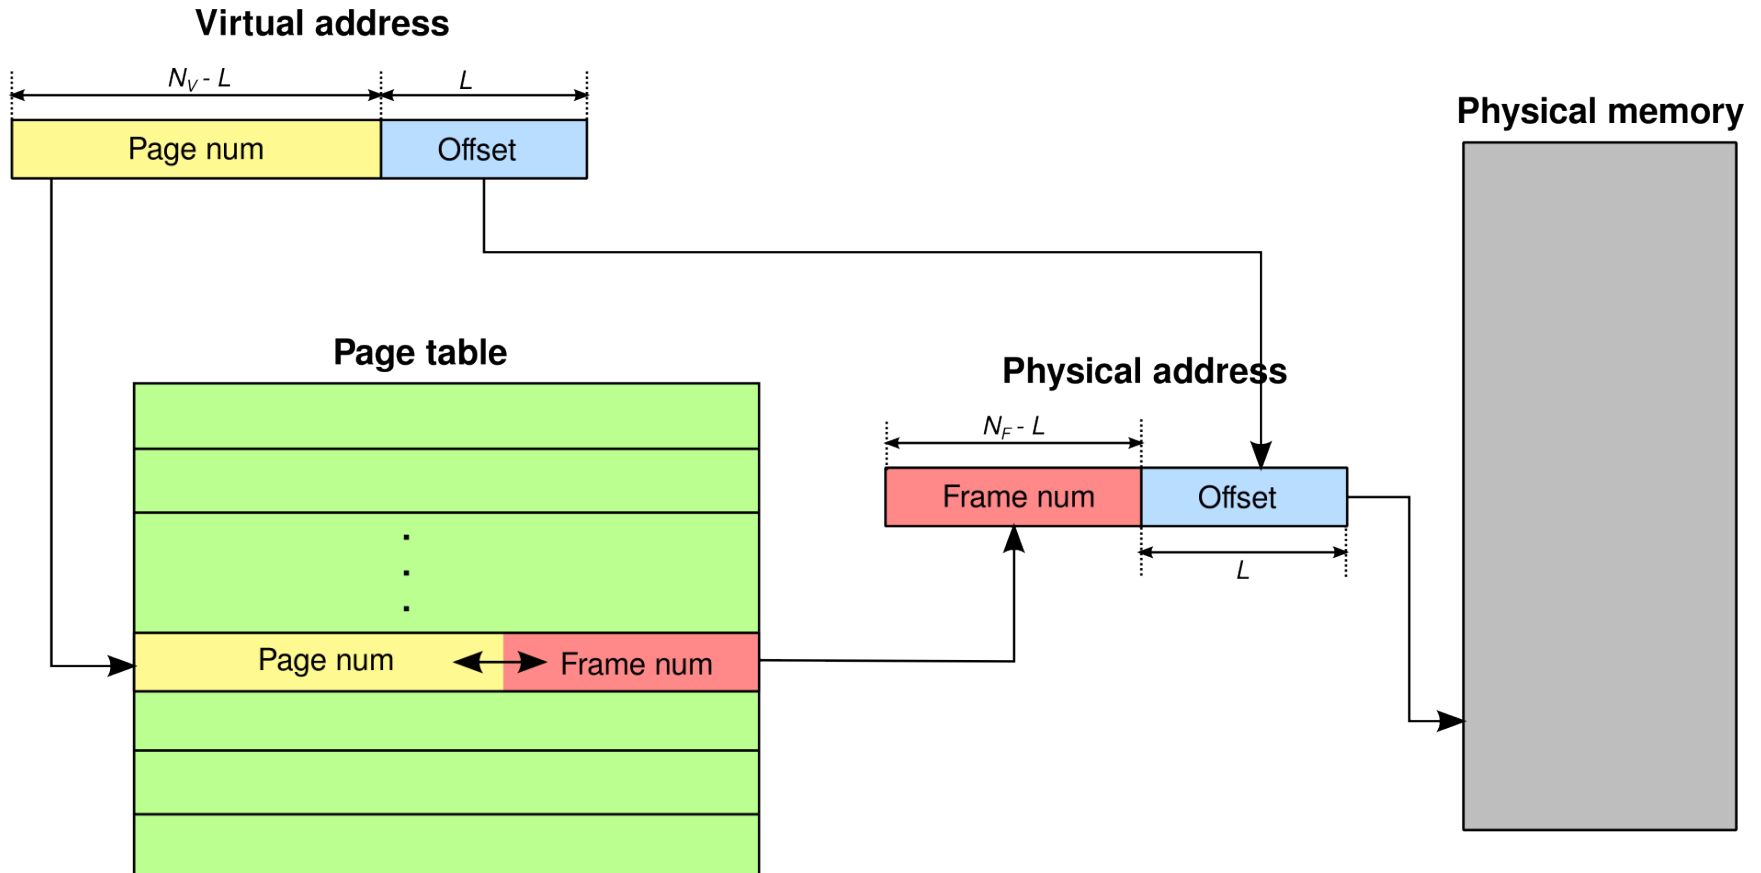 Virtual address
N_V - L
L
Page num
Offset
Physical memory
Page table
Physical address
N_F - L
Frame num
Offset
L
Page num
Frame num